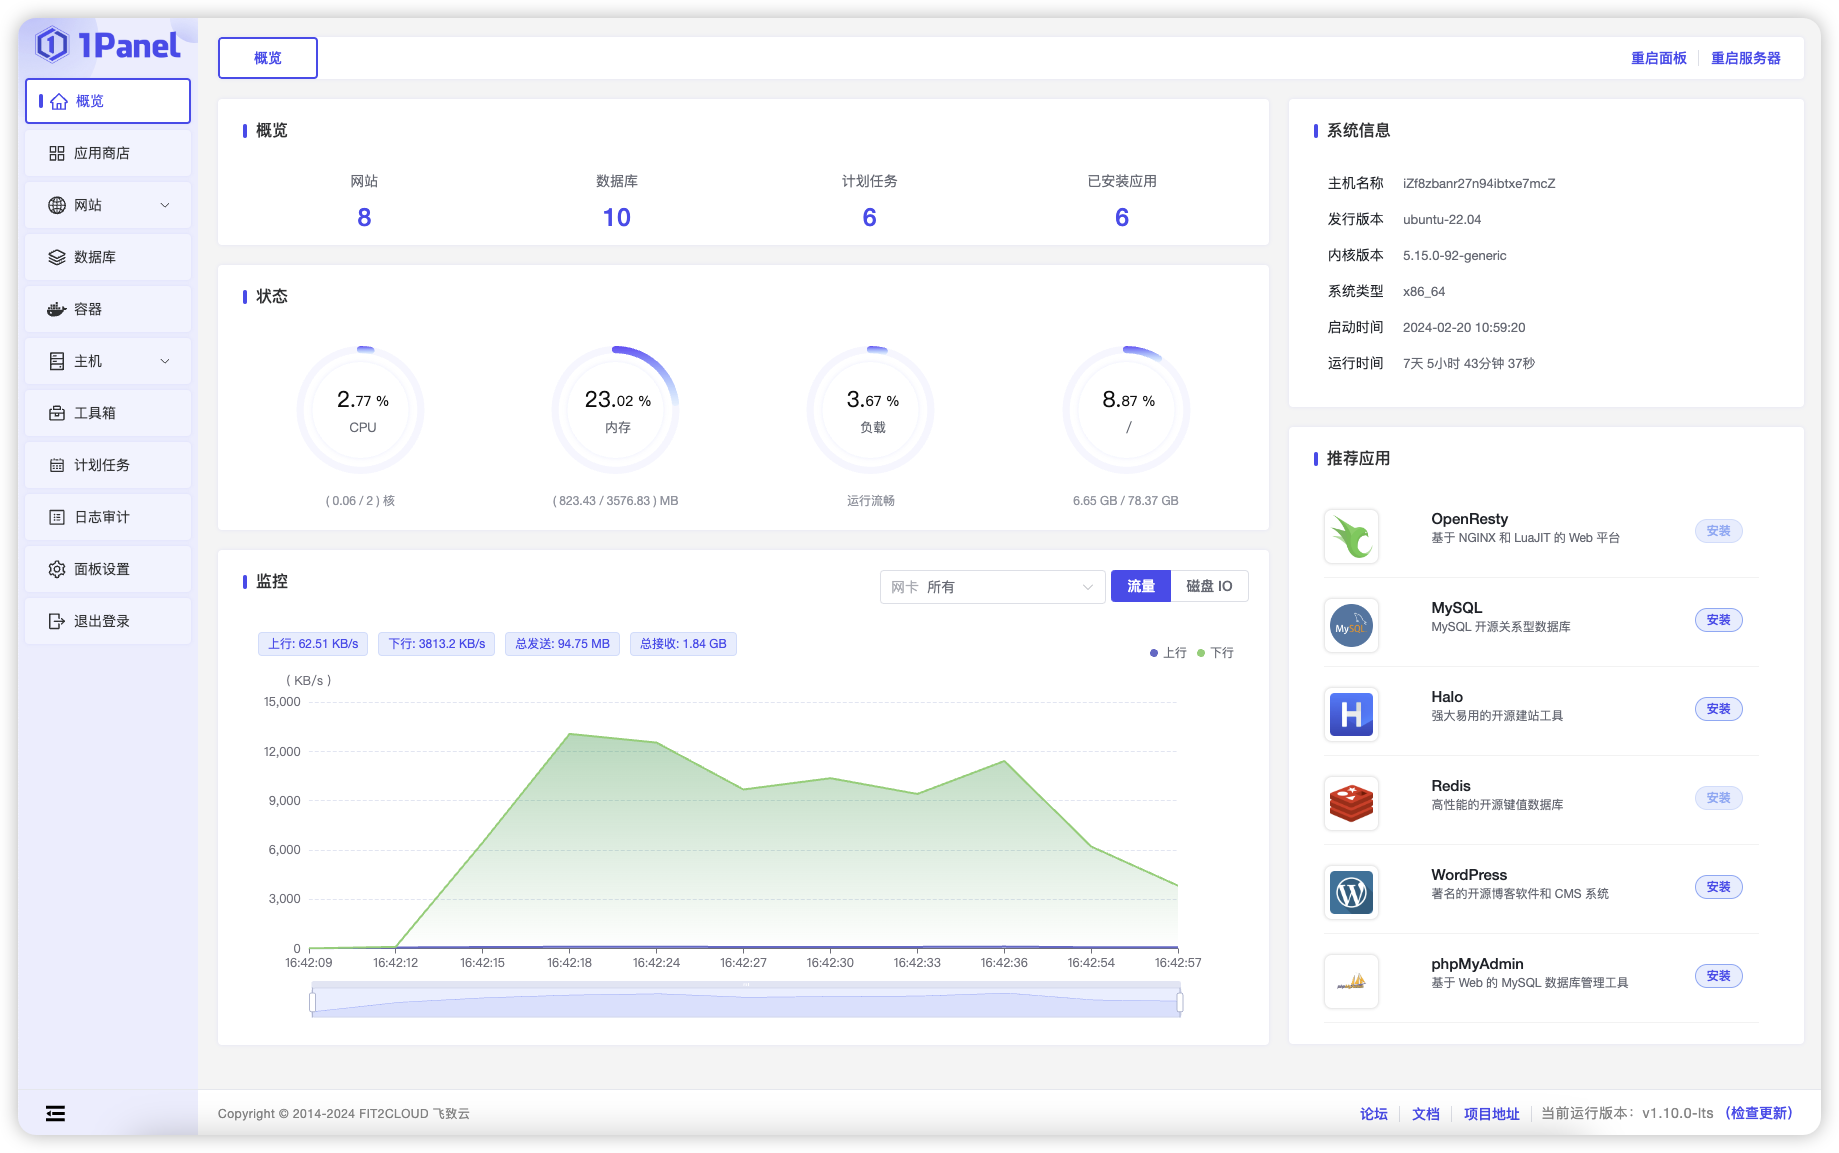 1Panel
概览
应用商店
网站
数据库
容器
主机
工具箱
计划任务
日志审计
面板设置
退出登录
概览
重启面板 重启服务器
概览
网站 数据库 计划任务 已安装应用
8 10 6 6
状态
2.77 % 23.02 % 3.67 % 8.87 %
CPU 内存 负载 /
( 0.06 / 2 ) 核 ( 823.43 / 3576.83 ) MB 运行流畅 6.65 GB / 78.37 GB
监控
网卡 所有 流量 磁盘 IO
上行: 62.51 KB/s 下行: 3813.2 KB/s 总发送: 94.75 MB 总接收: 1.84 GB
上行 下行
( KB/s )
15,000
12,000
9,000
6,000
3,000
0
16:42:09 16:42:12 16:42:15 16:42:18 16:42:24 16:42:27 16:42:30 16:42:33 16:42:36 16:42:54 16:42:57
系统信息
主机名称 iZf8zbanr27n94ibtxe7mcZ
发行版本 ubuntu-22.04
内核版本 5.15.0-92-generic
系统类型 x86_64
启动时间 2024-02-20 10:59:20
运行时间 7天 5小时 43分钟 37秒
推荐应用
OpenResty
基于 NGINX 和 LuaJIT 的 Web 平台
安装
MySQL
MySQL
MySQL 开源关系型数据库
安装
H
Halo
强大易用的开源建站工具
安装
Redis
高性能的开源键值数据库
安装
WordPress
著名的开源博客软件和 CMS 系统
安装
phpMyAdmin
基于 Web 的 MySQL 数据库管理工具
安装
Copyright © 2014-2024 FIT2CLOUD 飞致云
论坛 文档 项目地址 当前运行版本： v1.10.0-lts （检查更新）